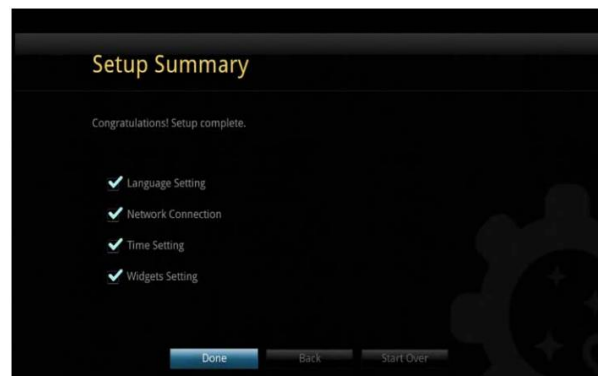 Setup Summary
Congratulations! Setup complete.
Language Setting
Network Connection
Time Setting
Widgets Setting
Done Back Start Over